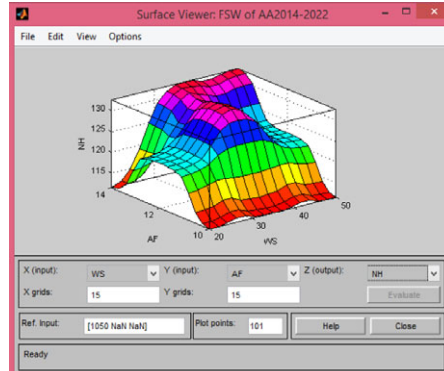 Surface Viewer: FSW of AA2014-2022
File Edit View Options
130
125
120
115
NH
14
12
10
AF
20
30
40
50
WS
X (input): WS Y (input): AF Z (output): NH
X grids: 15 Y grids: 15 Evaluate
Ref. Input: [1050 NaN NaN] Plot points: 101 Help Close
Ready